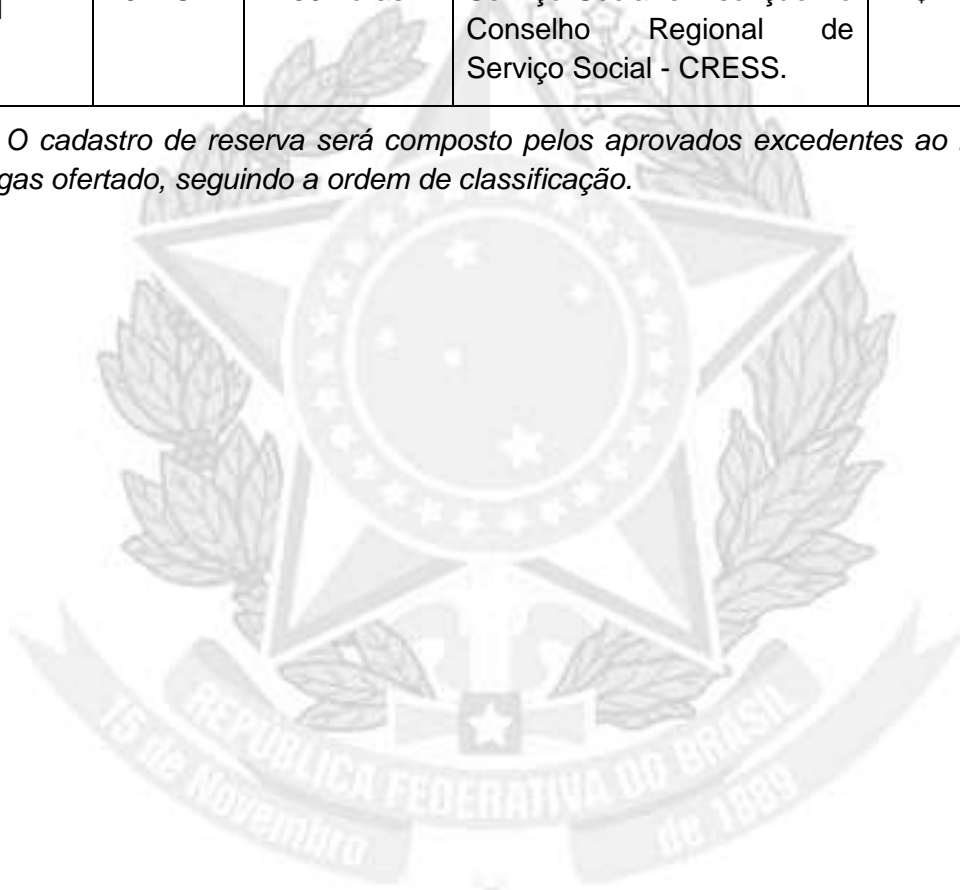 Conselho Regional de
Serviço Social - CRESS.
O cadastro de reserva será composto pelos aprovados excedentes ao
gas ofertado, seguindo a ordem de classificação.
REPÚBLICA FEDERATIVA DO BRASIL
15 de Novembro de 1889